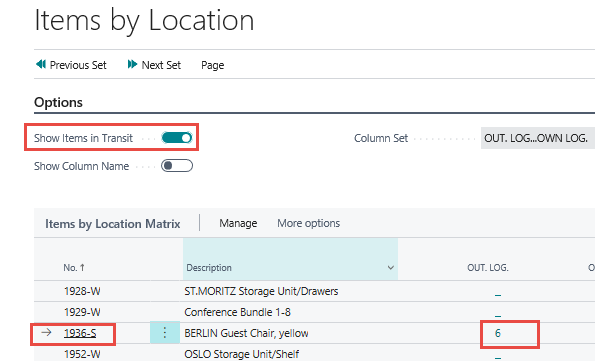 Items by Location
Previous Set Next Set Page
Options
Show Items in Transit Column Set OUT. LOG...OWN LOG.
Show Column Name
Items by Location Matrix Manage More options
No. ↑ Description OUT. LOG. O
1928-W ST.MORITZ Storage Unit/Drawers _
1929-W Conference Bundle 1-8 _
1936-S BERLIN Guest Chair, yellow 6
1952-W OSLO Storage Unit/Shelf _